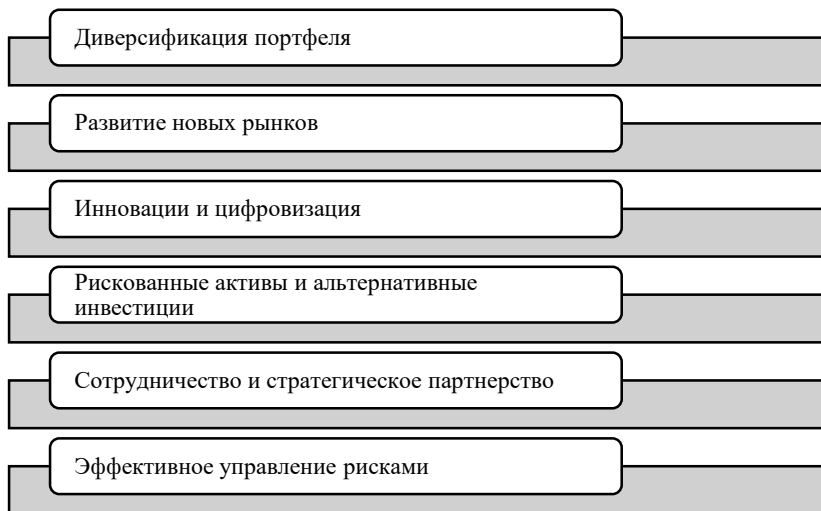 Диверсификация портфеля
Развитие новых рынков
Инновации и цифровизация
Рискованные активы и альтернативные
инвестиции
Сотрудничество и стратегическое партнерство
Эффективное управление рисками